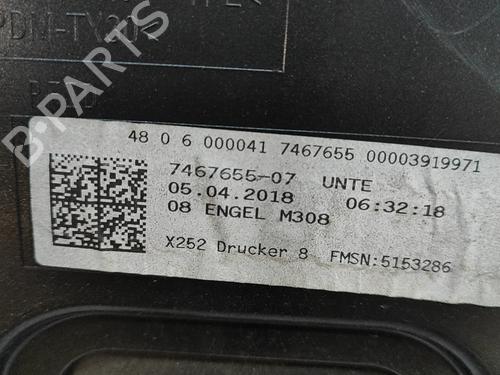 48 0 6 000041 7467655 00003919971
7467655-07 UNTE
05.04.2018 06:32:18
08 ENGEL M308
X252 Drucker 8 FMSN:5153286
B-PARTS